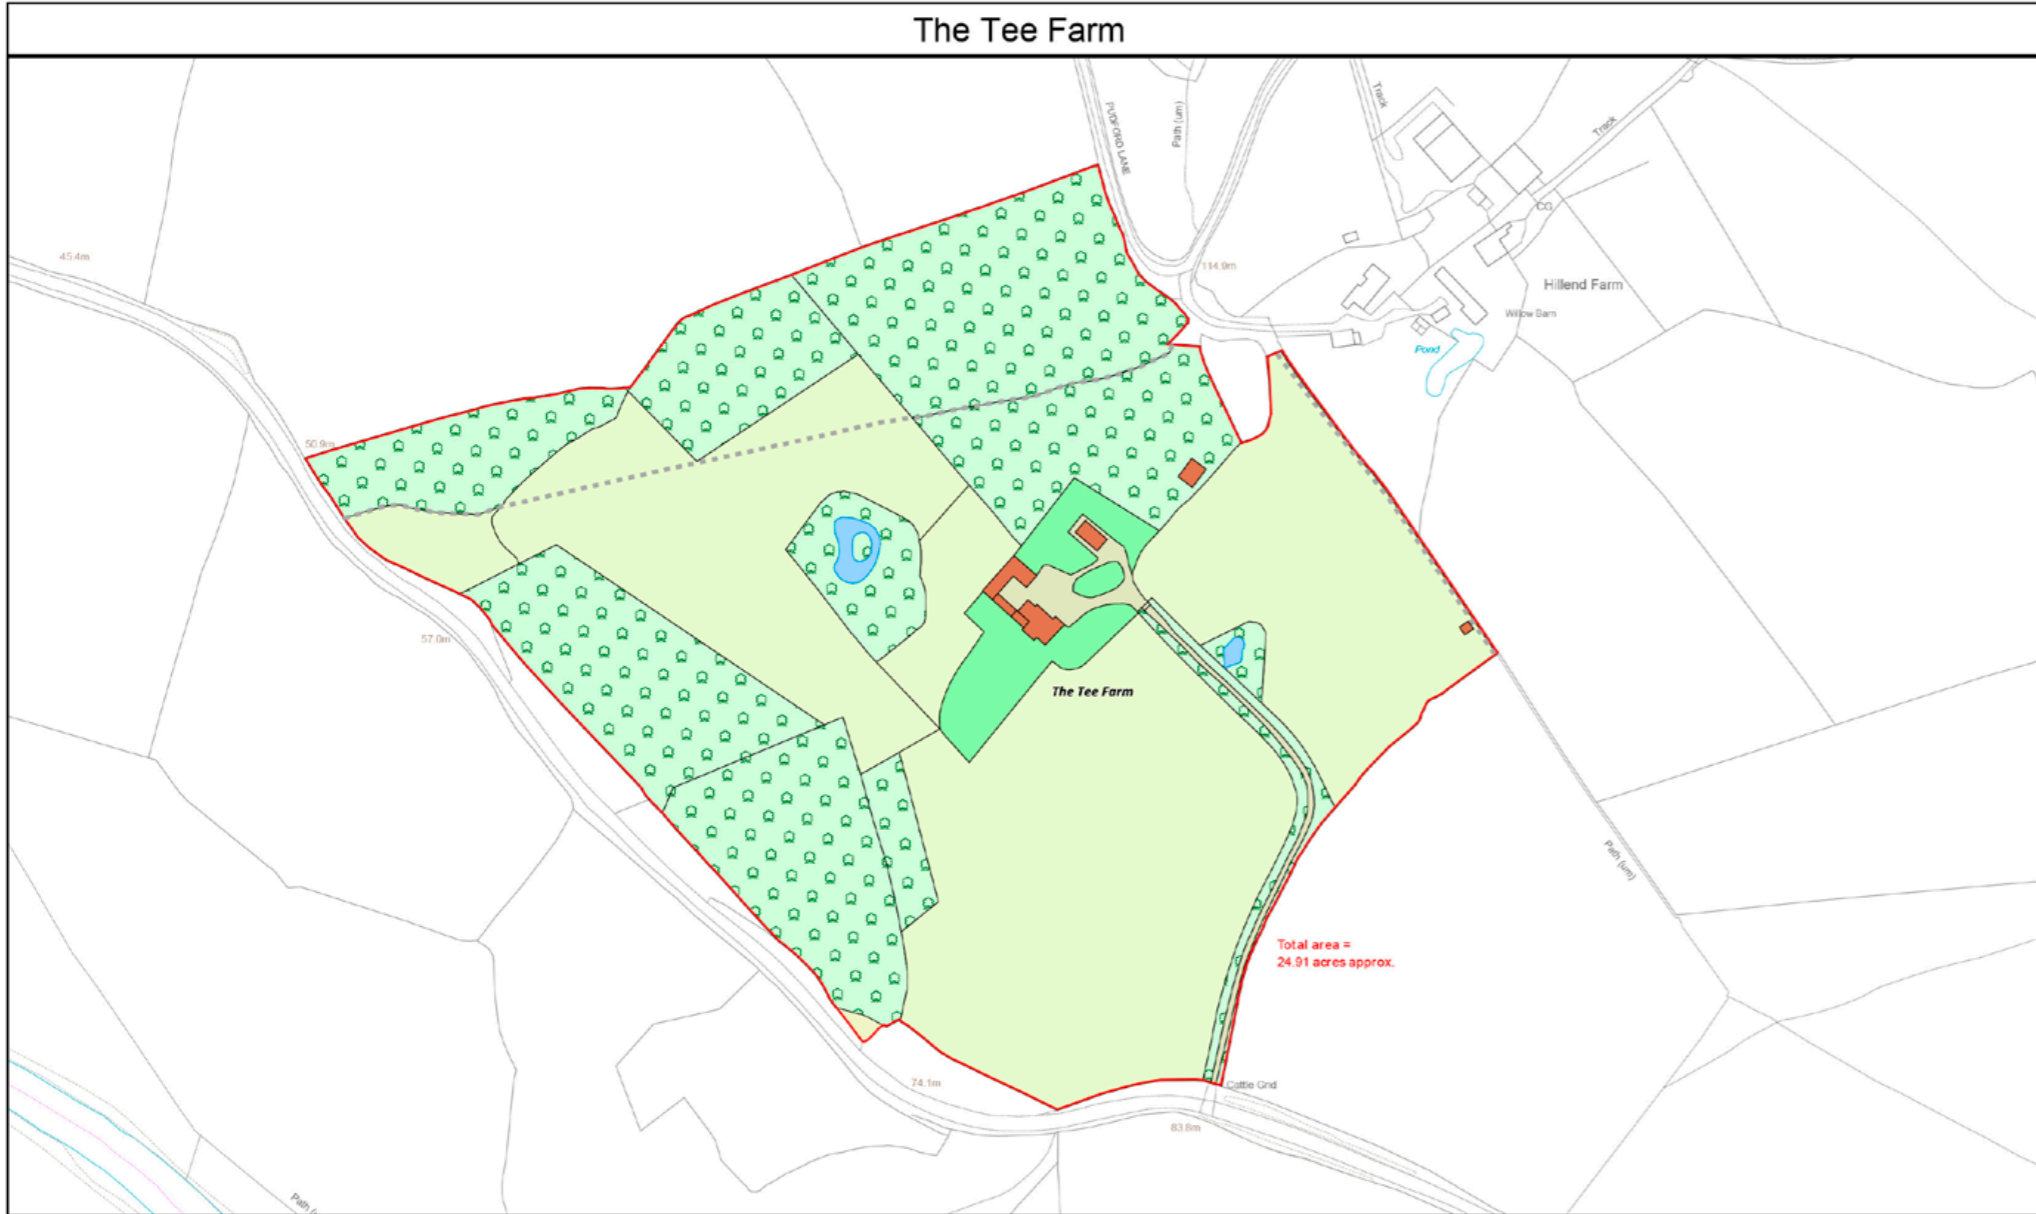 The Tee Farm
PUDFORD LANE
Path (um)
Track
Track
45.4m
CG
114.9m
Hillend Farm
Willow Barn
Pond
50.9m
57.0m
The Tee Farm
Path (um)
Total area =
24.91 acres approx.
74.1m
Cattle Grid
83.8m